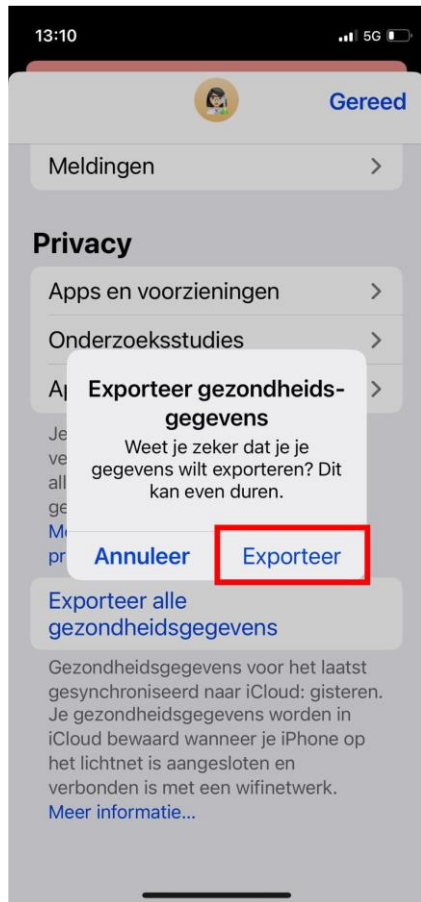 13:10
5G
Gereed
Meldingen
Privacy
Apps en voorzieningen
Onderzoeksstudies
Exporteer gezondheids-
gegevens
Weet je zeker dat je je
gegevens wilt exporteren? Dit
kan even duren.
Annuleer Exporteer
Exporteer alle
gezondheidsgegevens
Gezondheidsgegevens voor het laatst
gesynchroniseerd naar iCloud: gisteren.
Je gezondheidsgegevens worden in
iCloud bewaard wanneer je iPhone op
het lichtnet is aangesloten en
verbonden is met een wifinetwerk.
Meer informatie...